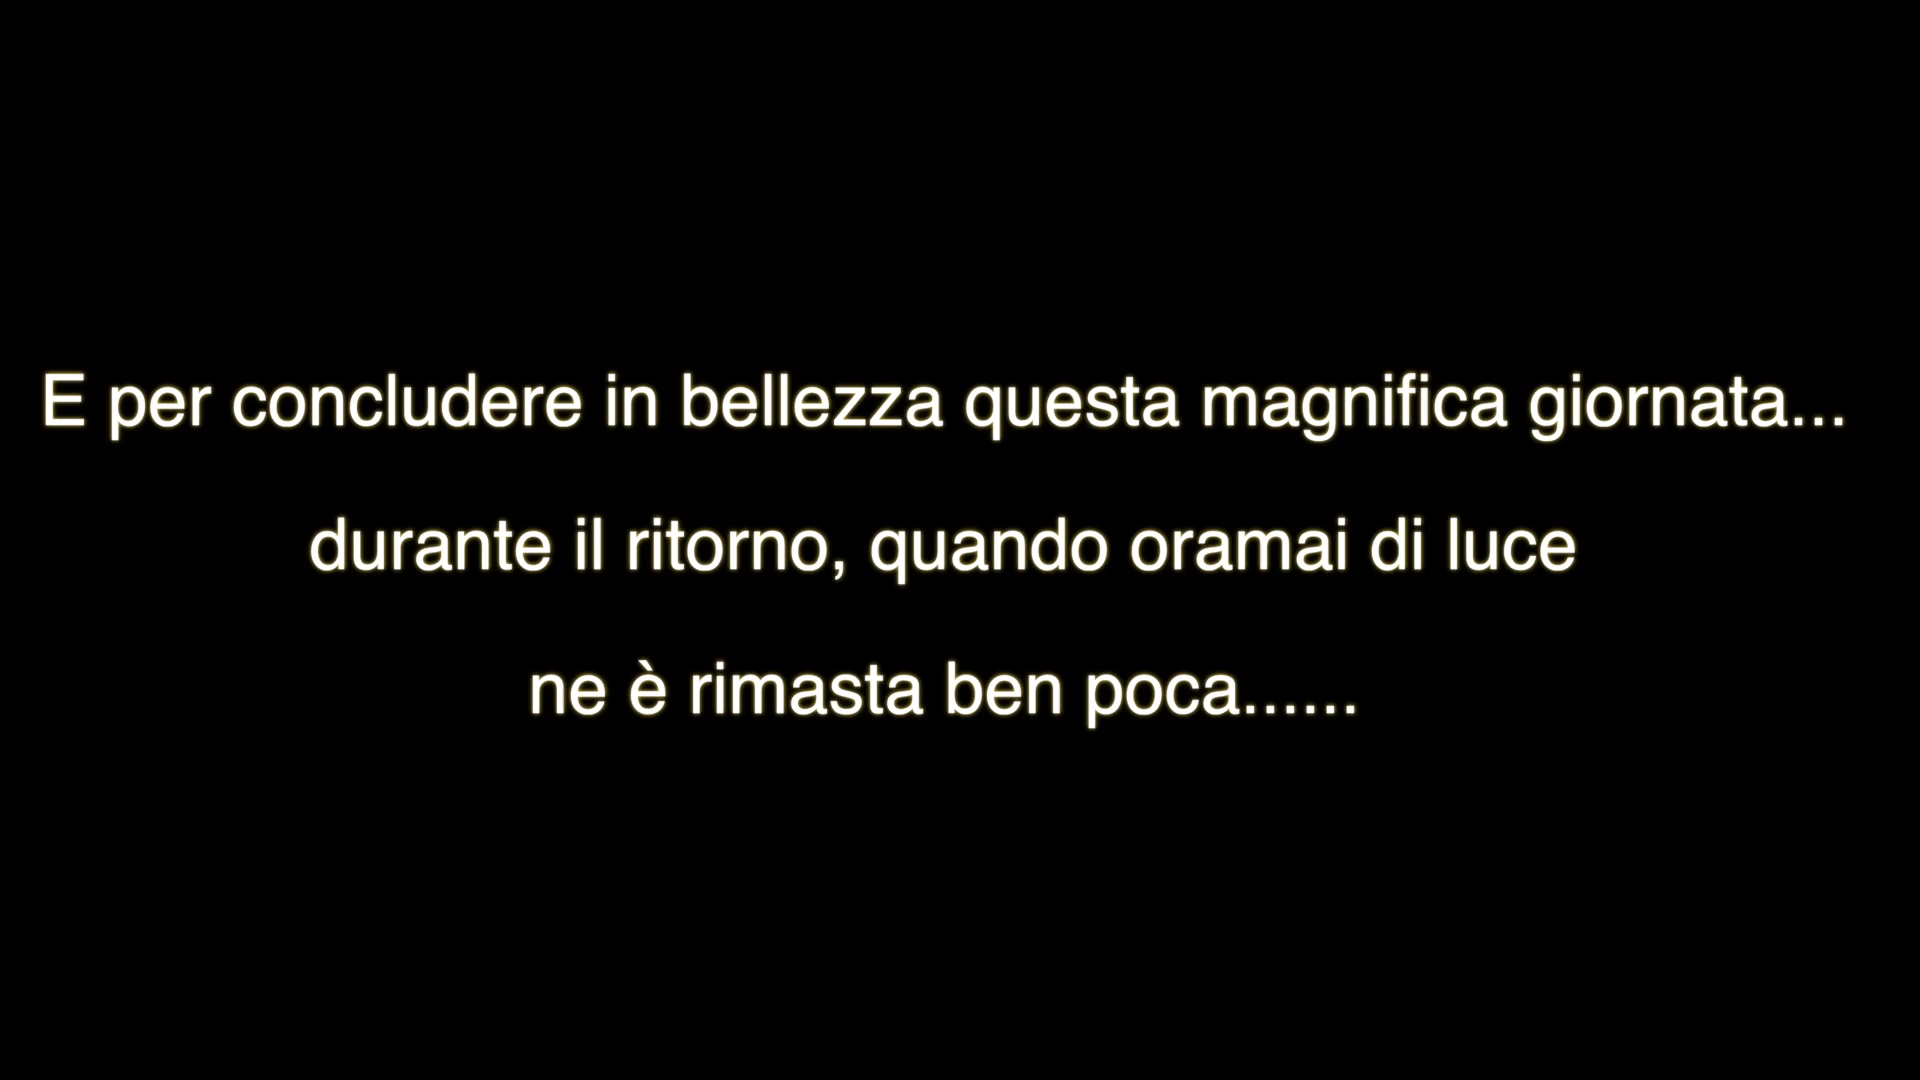 E per concludere in bellezza questa magnifica giornata...
durante il ritorno, quando oramai di luce
ne è rimasta ben poca......